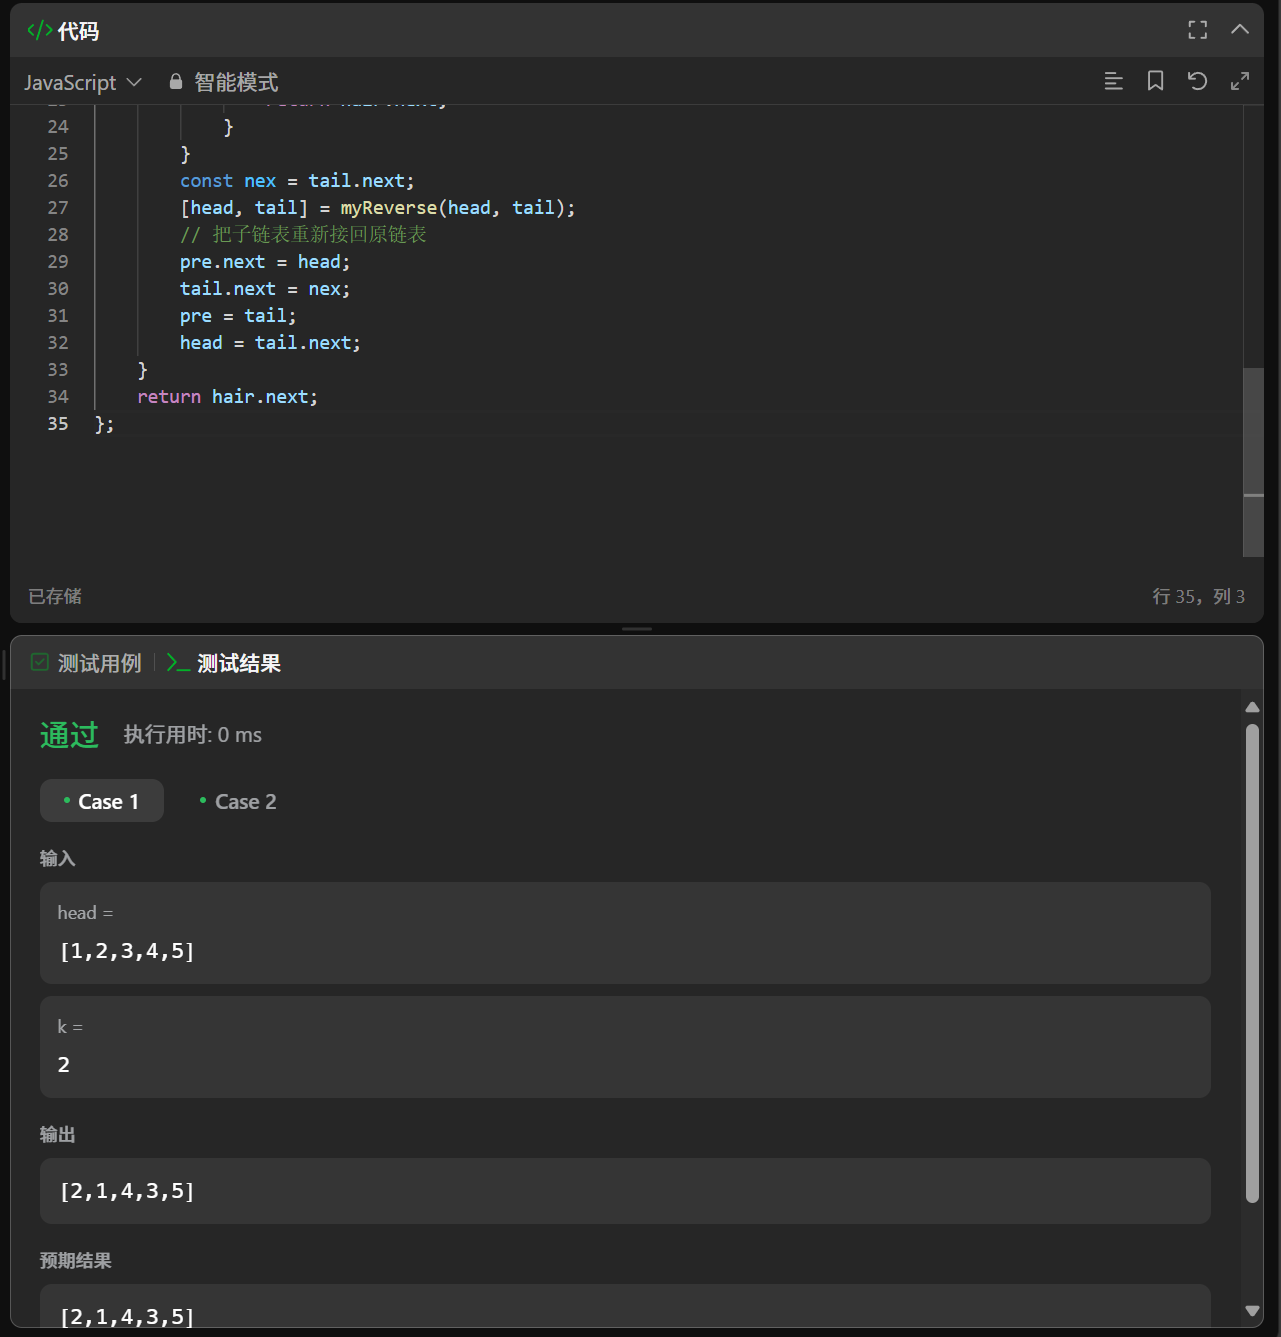 </> 代码
JavaScript 智能模式
24 }
25 }
26 const nex = tail.next;
27 [head, tail] = myReverse(head, tail);
28 // 把子链表重新接回原链表
29 pre.next = head;
30 tail.next = nex;
31 pre = tail;
32 head = tail.next;
33 }
34 return hair.next;
35 };
已存储 行 35，列 3
测试用例 >_ 测试结果
通过 执行用时: 0 ms
• Case 1 • Case 2
输入
head =
[1,2,3,4,5]
k =
2
输出
[2,1,4,3,5]
预期结果
[2,1,4,3,5]